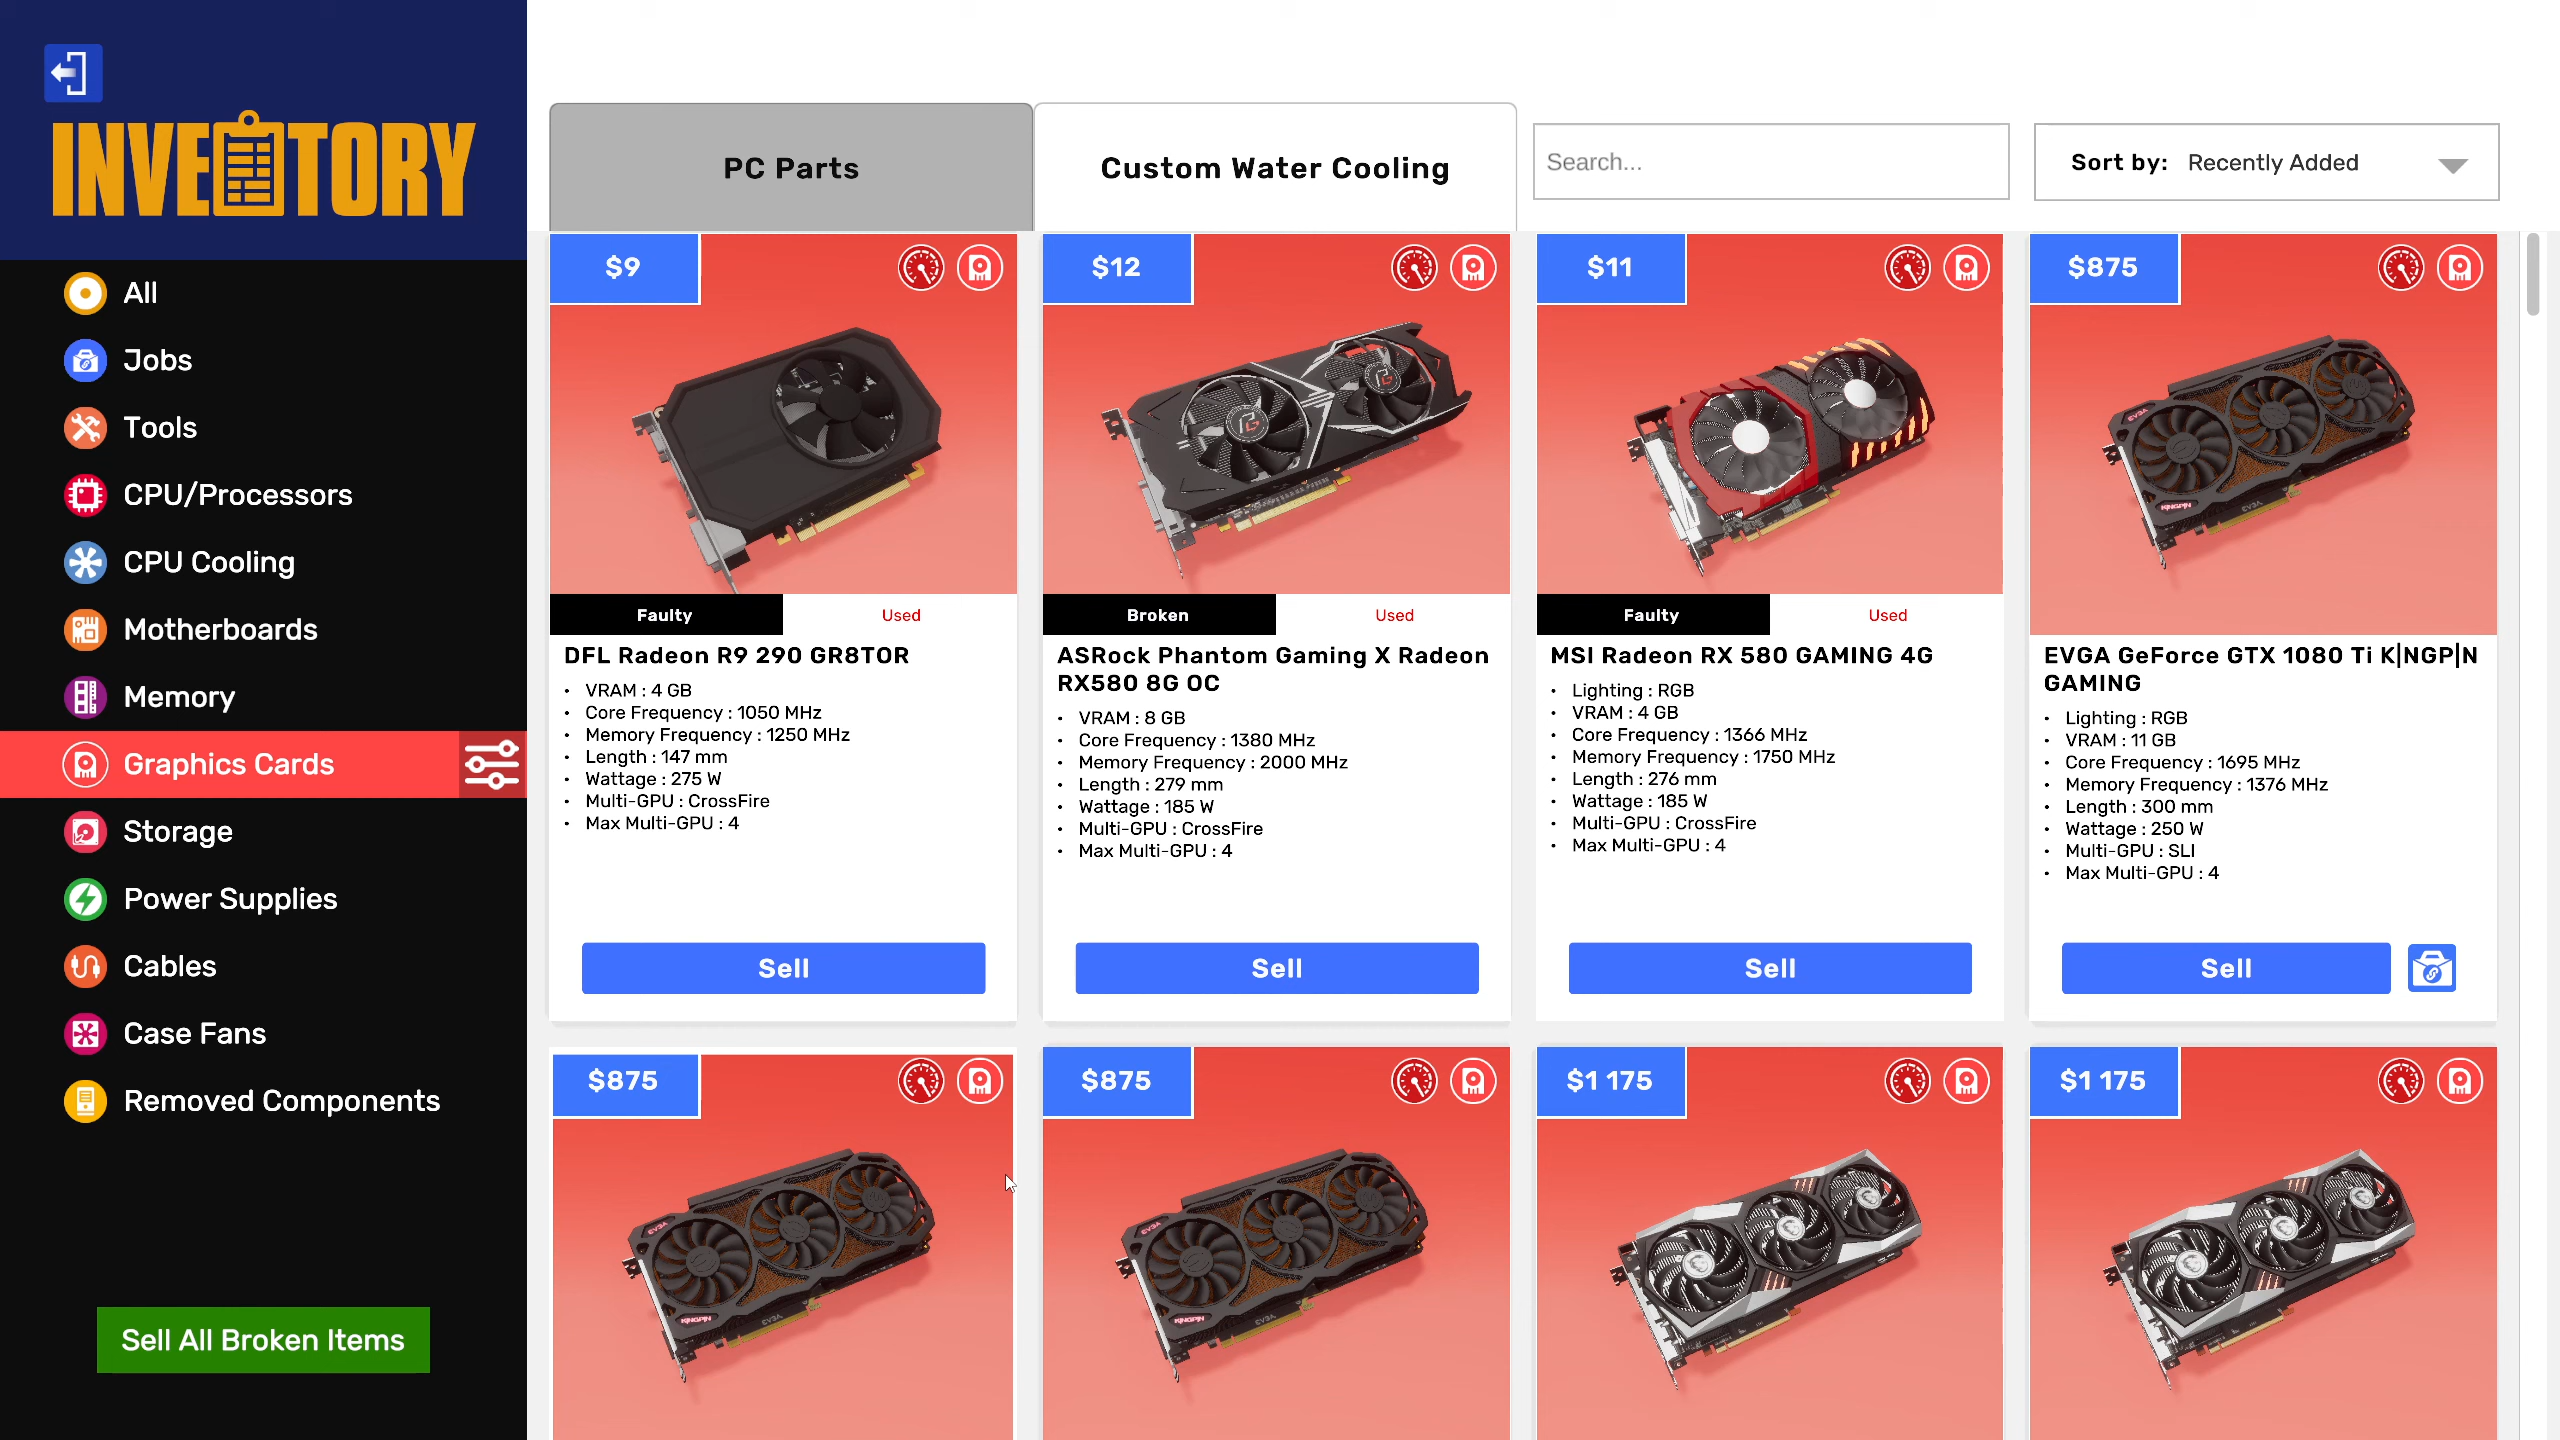 INVENTORY
All
Jobs
Tools
CPU/Processors
CPU Cooling
Motherboards
Memory
Graphics Cards
Storage
Power Supplies
Cables
Case Fans
Removed Components
Sell All Broken Items
PC Parts
Custom Water Cooling
Search...
Sort by: Recently Added
$9
Faulty
Used
DFL Radeon R9 290 GR8TOR
• VRAM : 4 GB
• Core Frequency : 1050 MHz
• Memory Frequency : 1250 MHz
• Length : 147 mm
• Wattage : 275 W
• Multi-GPU : CrossFire
• Max Multi-GPU : 4
Sell
$12
Broken
Used
ASRock Phantom Gaming X Radeon
RX580 8G OC
• VRAM : 8 GB
• Core Frequency : 1380 MHz
• Memory Frequency : 2000 MHz
• Length : 279 mm
• Wattage : 185 W
• Multi-GPU : CrossFire
• Max Multi-GPU : 4
Sell
$11
Faulty
Used
MSI Radeon RX 580 GAMING 4G
• Lighting : RGB
• VRAM : 4 GB
• Core Frequency : 1366 MHz
• Memory Frequency : 1750 MHz
• Length : 276 mm
• Wattage : 185 W
• Multi-GPU : CrossFire
• Max Multi-GPU : 4
Sell
$875
EVGA
KINGPIN
EVGA
EVGA GeForce GTX 1080 Ti K|NGP|N
GAMING
• Lighting : RGB
• VRAM : 11 GB
• Core Frequency : 1695 MHz
• Memory Frequency : 1376 MHz
• Length : 300 mm
• Wattage : 250 W
• Multi-GPU : SLI
• Max Multi-GPU : 4
Sell
$875
EVGA
KINGPIN
EVGA
$875
EVGA
KINGPIN
EVGA
$1 175
$1 175